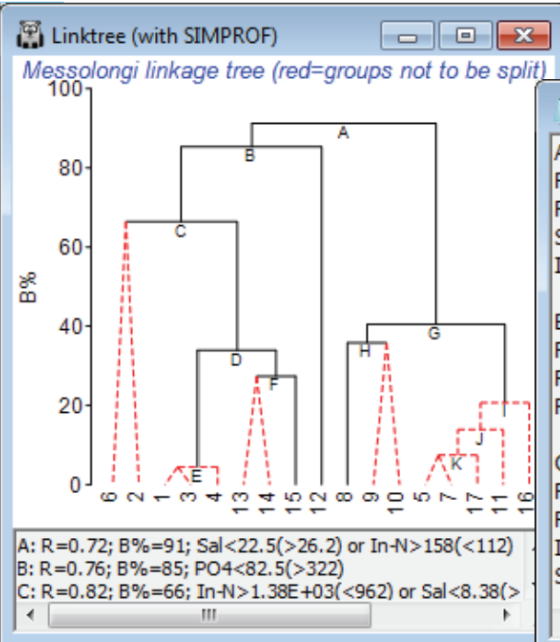 Linktree (with SIMPROF)
Messolongi linkage tree (red=groups not to be split)
100
80
60
40
20
0
B%
A
B
C
D
E
F
G
H
I
J
K
6 2 1 3 4 13 14 15 12 8 9 10 5 7 17 11 16
A: R=0.72; B%=91; Sal<22.5(>26.2) or In-N>158(<112)
B: R=0.76; B%=85; PO4<82.5(>322)
C: R=0.82; B%=66; In-N>1.38E+03(<962) or Sal<8.38(>